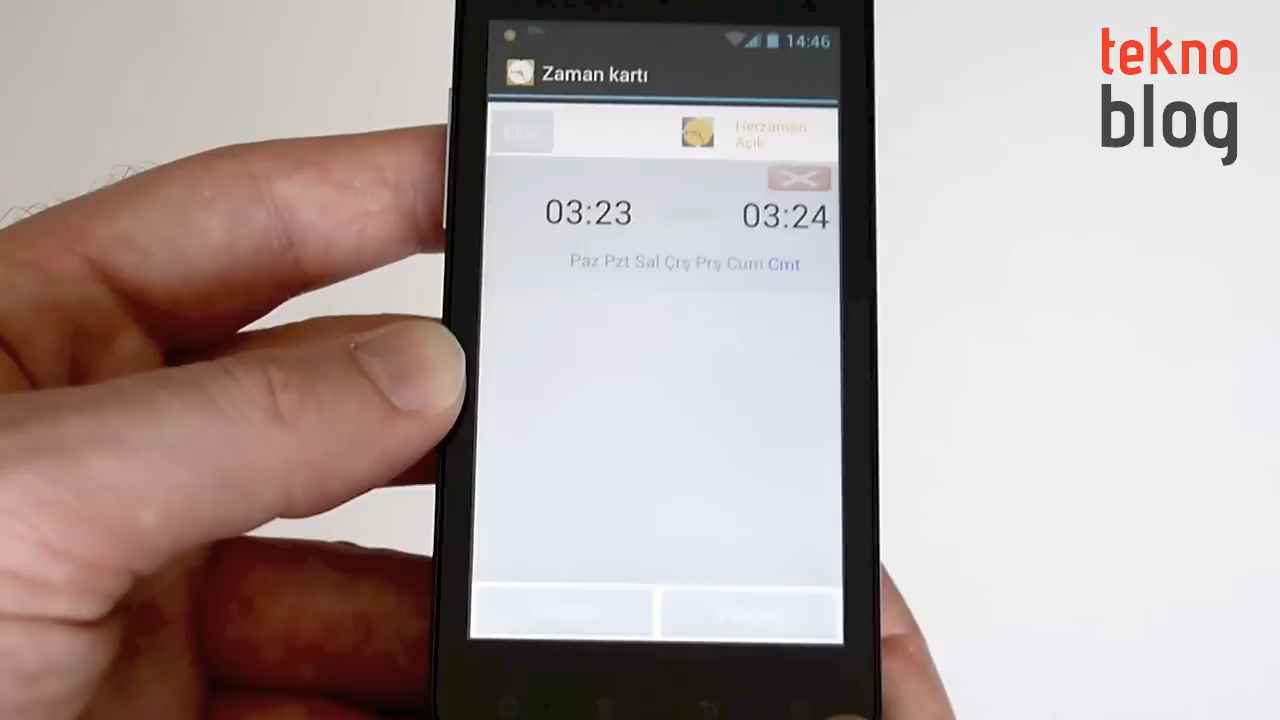 tekno
blog
14:46
Zaman kartı
Ekle
Herzaman
Açık
03:23
03:24
Paz Pzt Sal Çrş Prş Cum Cmt